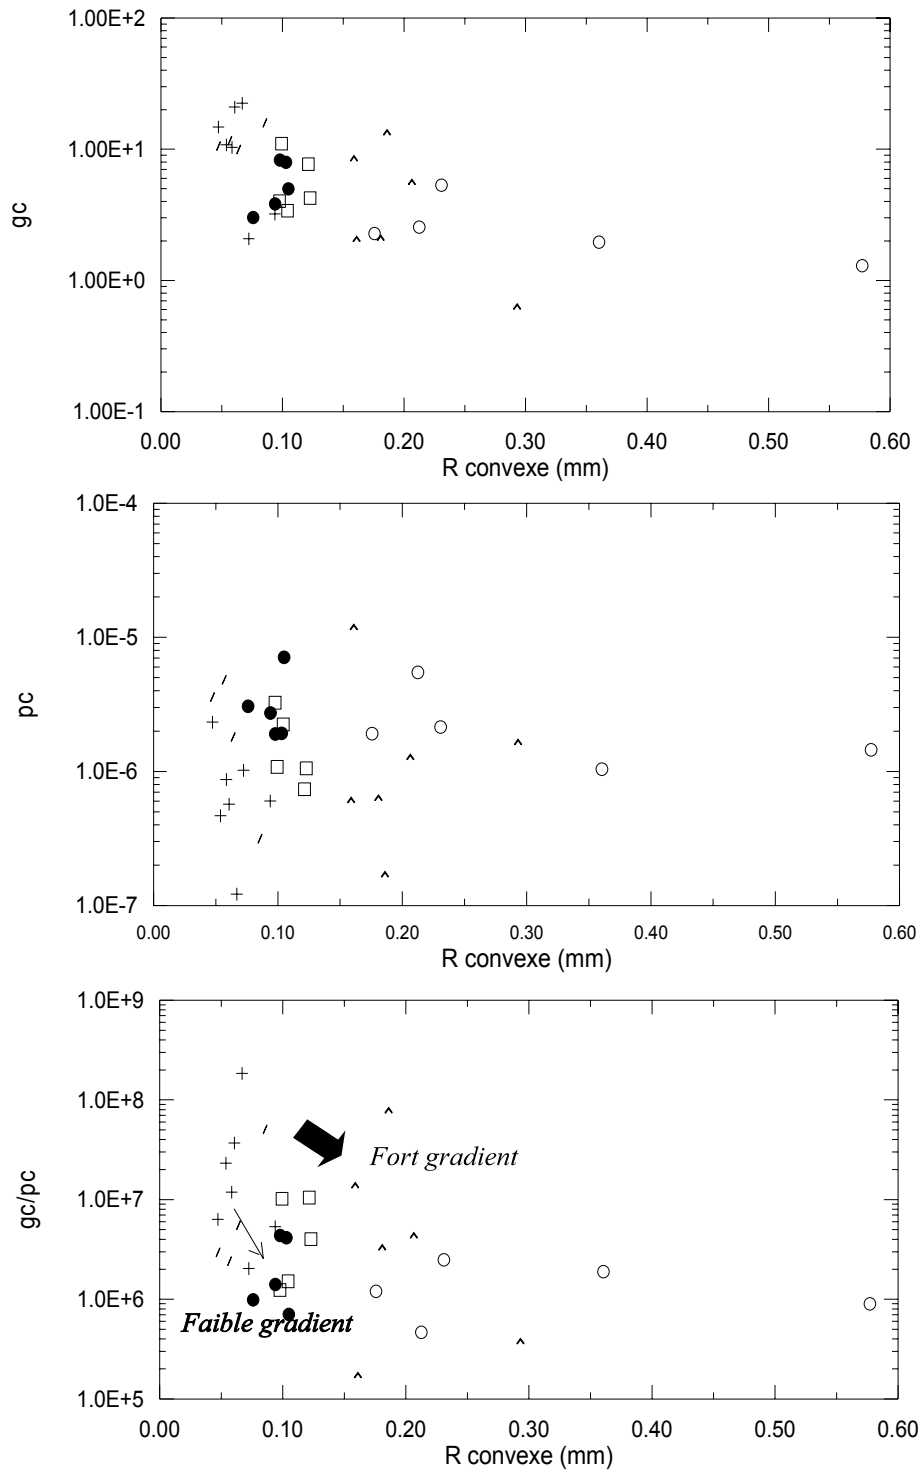 1.00E+2
1.00E+1
1.00E+0
1.00E-1
gc
0.00 0.10 0.20 0.30 0.40 0.50 0.60
R convexe (mm)
1.0E-4
1.0E-5
1.0E-6
1.0E-7
pc
0.00 0.10 0.20 0.30 0.40 0.50 0.60
R convexe (mm)
1.0E+9
1.0E+8
1.0E+7
1.0E+6
1.0E+5
gc/pc
Fort gradient
Faible gradient
0.00 0.10 0.20 0.30 0.40 0.50 0.60
R convexe (mm)